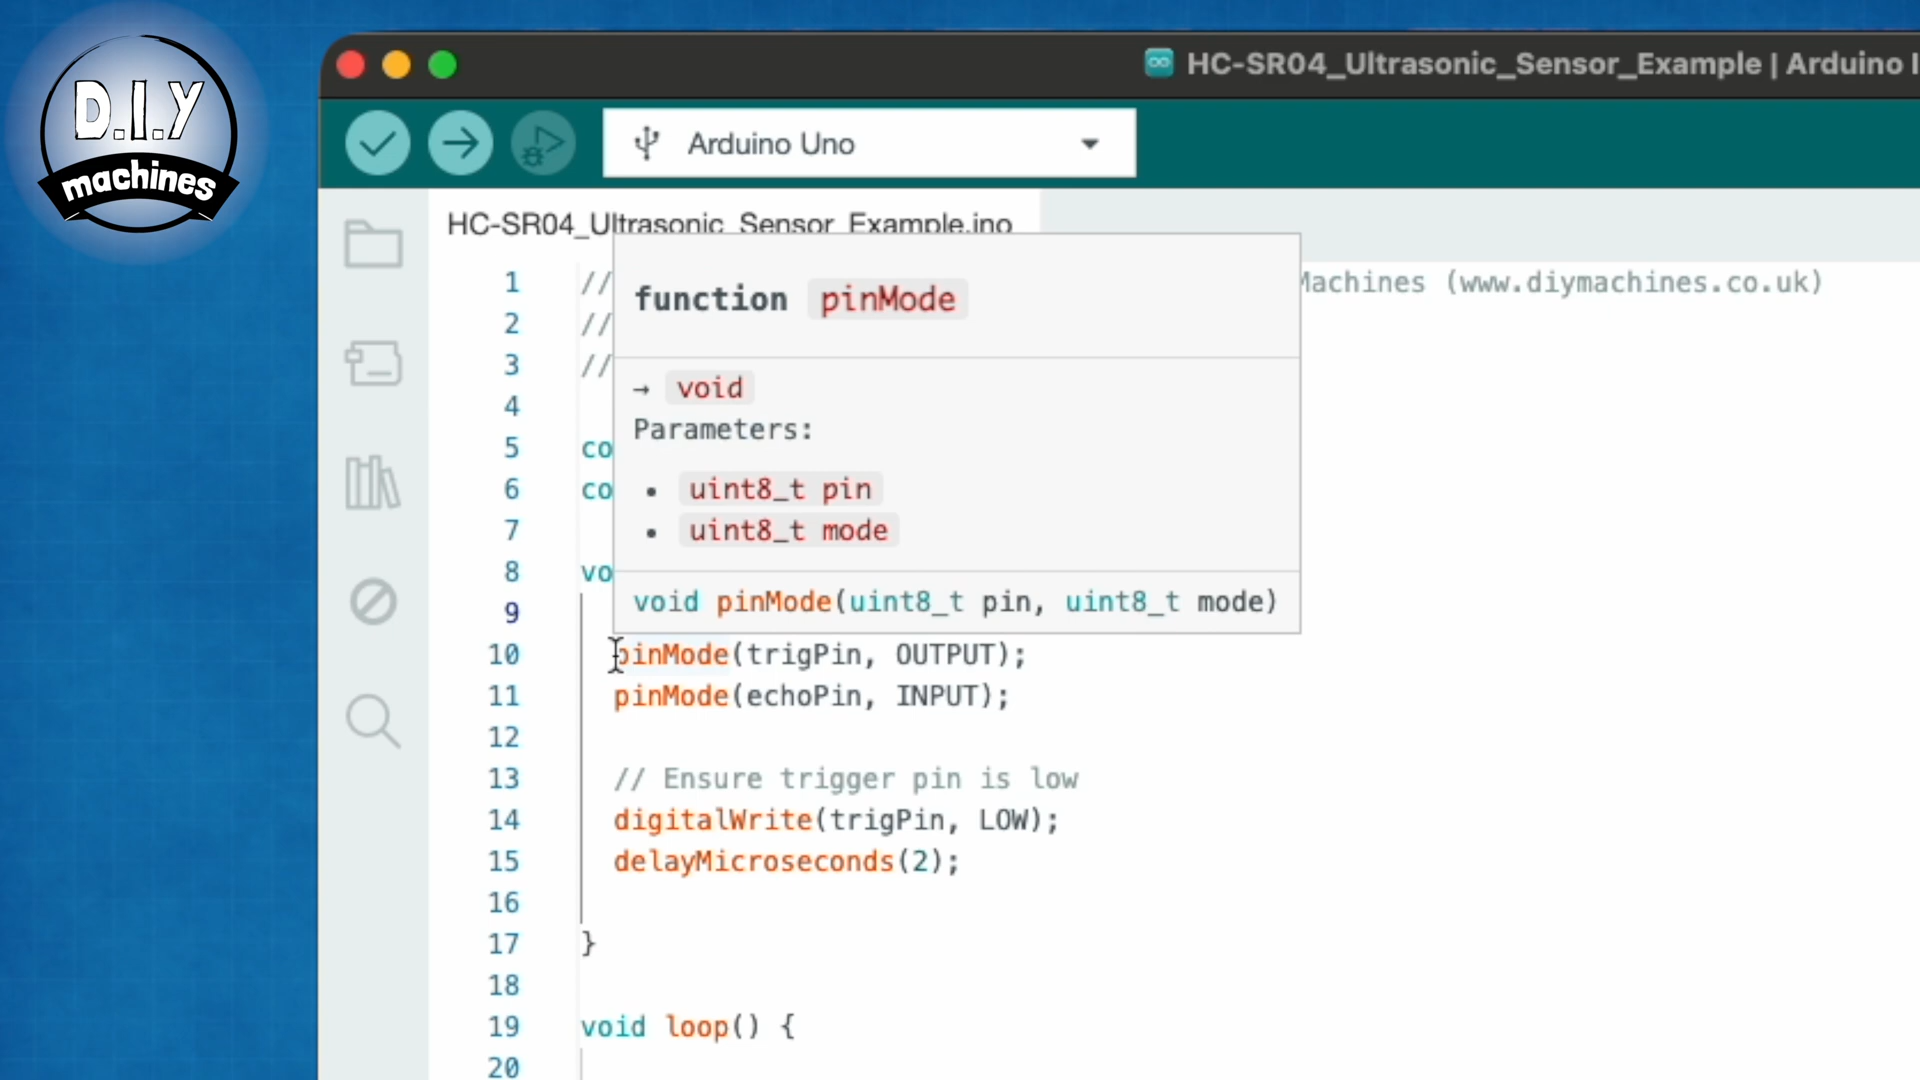 D.I.Y
machines
HC-SR04_Ultrasonic_Sensor_Example | Arduino I
Arduino Uno
HC-SR04_Ultrasonic_Sensor_Example.ino
1 // Machines (www.diymachines.co.uk)
2 //
3 //
4
5 co
6 co
7
8 vo
9
function pinMode
→ void
Parameters:
• uint8_t pin
• uint8_t mode
void pinMode(uint8_t pin, uint8_t mode)
10 pinMode(trigPin, OUTPUT);
11 pinMode(echoPin, INPUT);
12
13 // Ensure trigger pin is low
14 digitalWrite(trigPin, LOW);
15 delayMicroseconds(2);
16
17 }
18
19 void loop() {
20